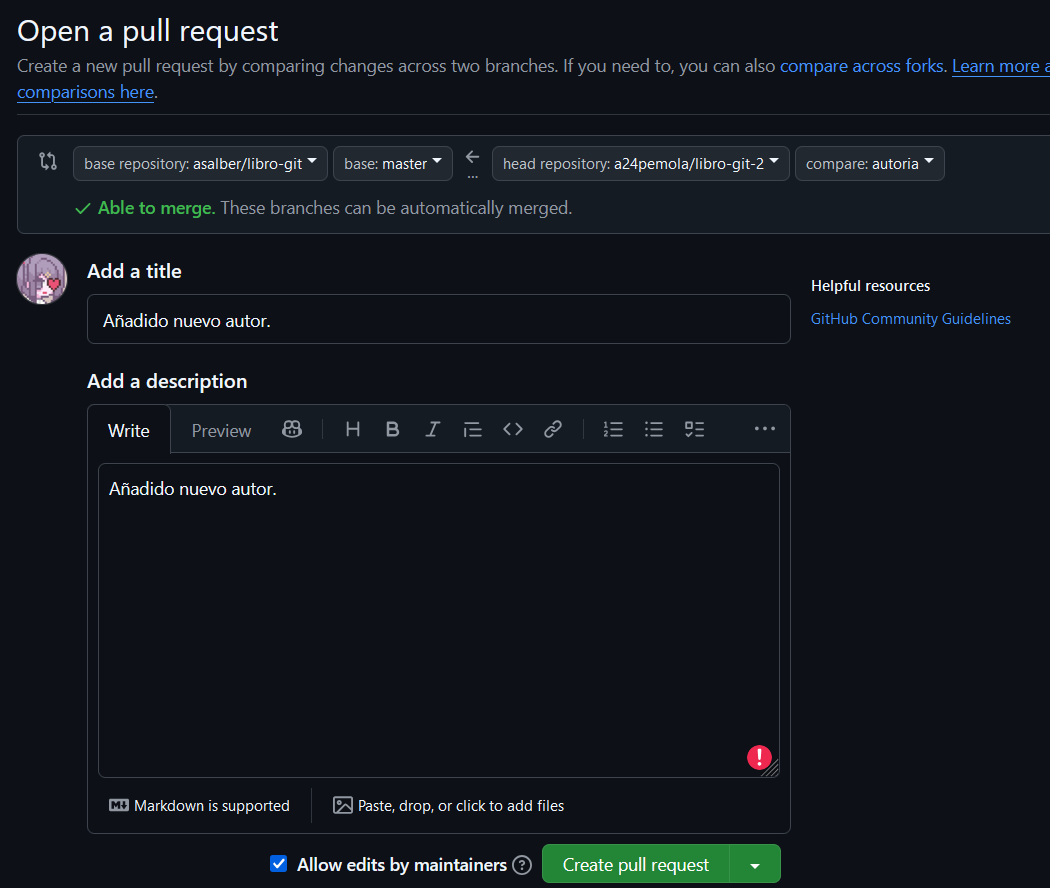 Open a pull request
Create a new pull request by comparing changes across two branches. If you need to, you can also compare across forks. Learn more
comparisons here.
base repository: asalber/libro-git base: master head repository: a24pemola/libro-git-2 compare: autoria
Able to merge. These branches can be automatically merged.
Add a title
Añadido nuevo autor.
Helpful resources
GitHub Community Guidelines
Add a description
Write Preview
Añadido nuevo autor.
Markdown is supported Paste, drop, or click to add files
Allow edits by maintainers Create pull request